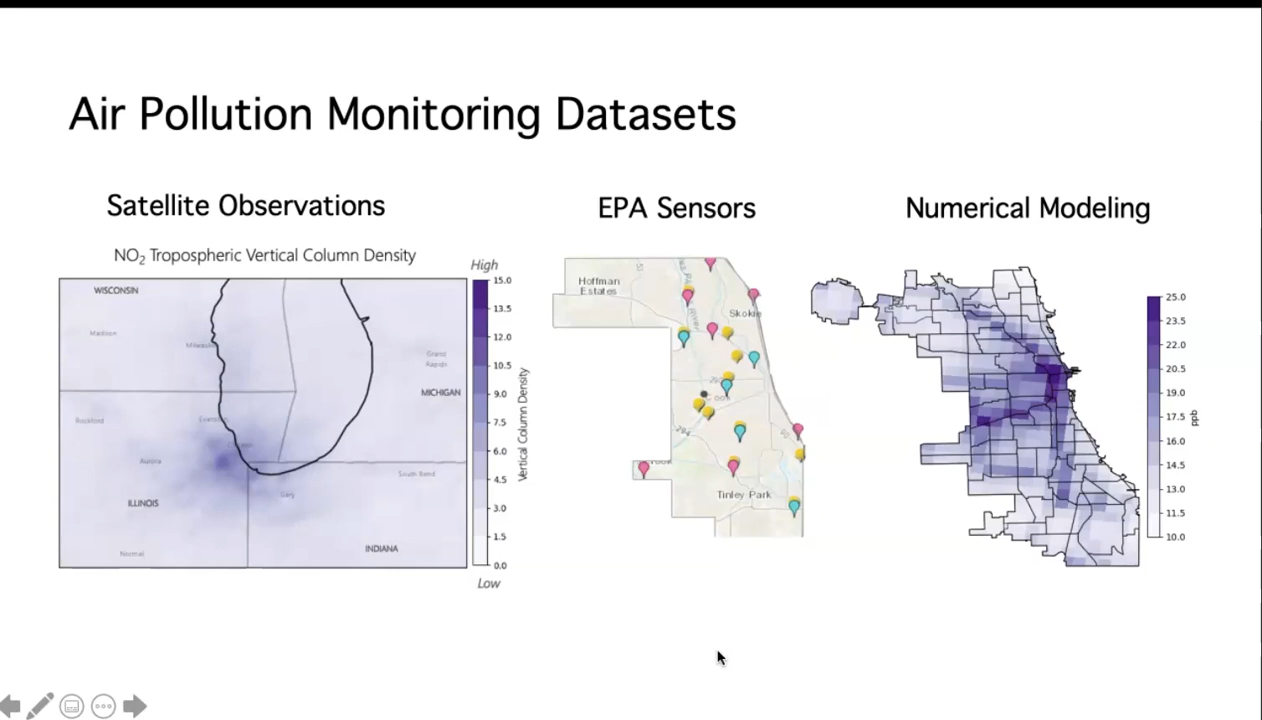 Air Pollution Monitoring Datasets
Satellite Observations
NO₂ Tropospheric Vertical Column Density
High
15.0
13.5
12.0
10.5
9.0
7.5
6.0
4.5
3.0
1.5
0.0
Low
Vertical Column Density
WISCONSIN
Madison
Milwaukee
Grand
Rapids
MICHIGAN
Rockford
Aurora
South Bend
Gary
ILLINOIS
INDIANA
Normal
EPA Sensors
Hoffman
Estates
Skokie
Tinley Park
Numerical Modeling
25.0
23.5
22.0
20.5
19.0
17.5
16.0
14.5
13.0
11.5
10.0
ppb